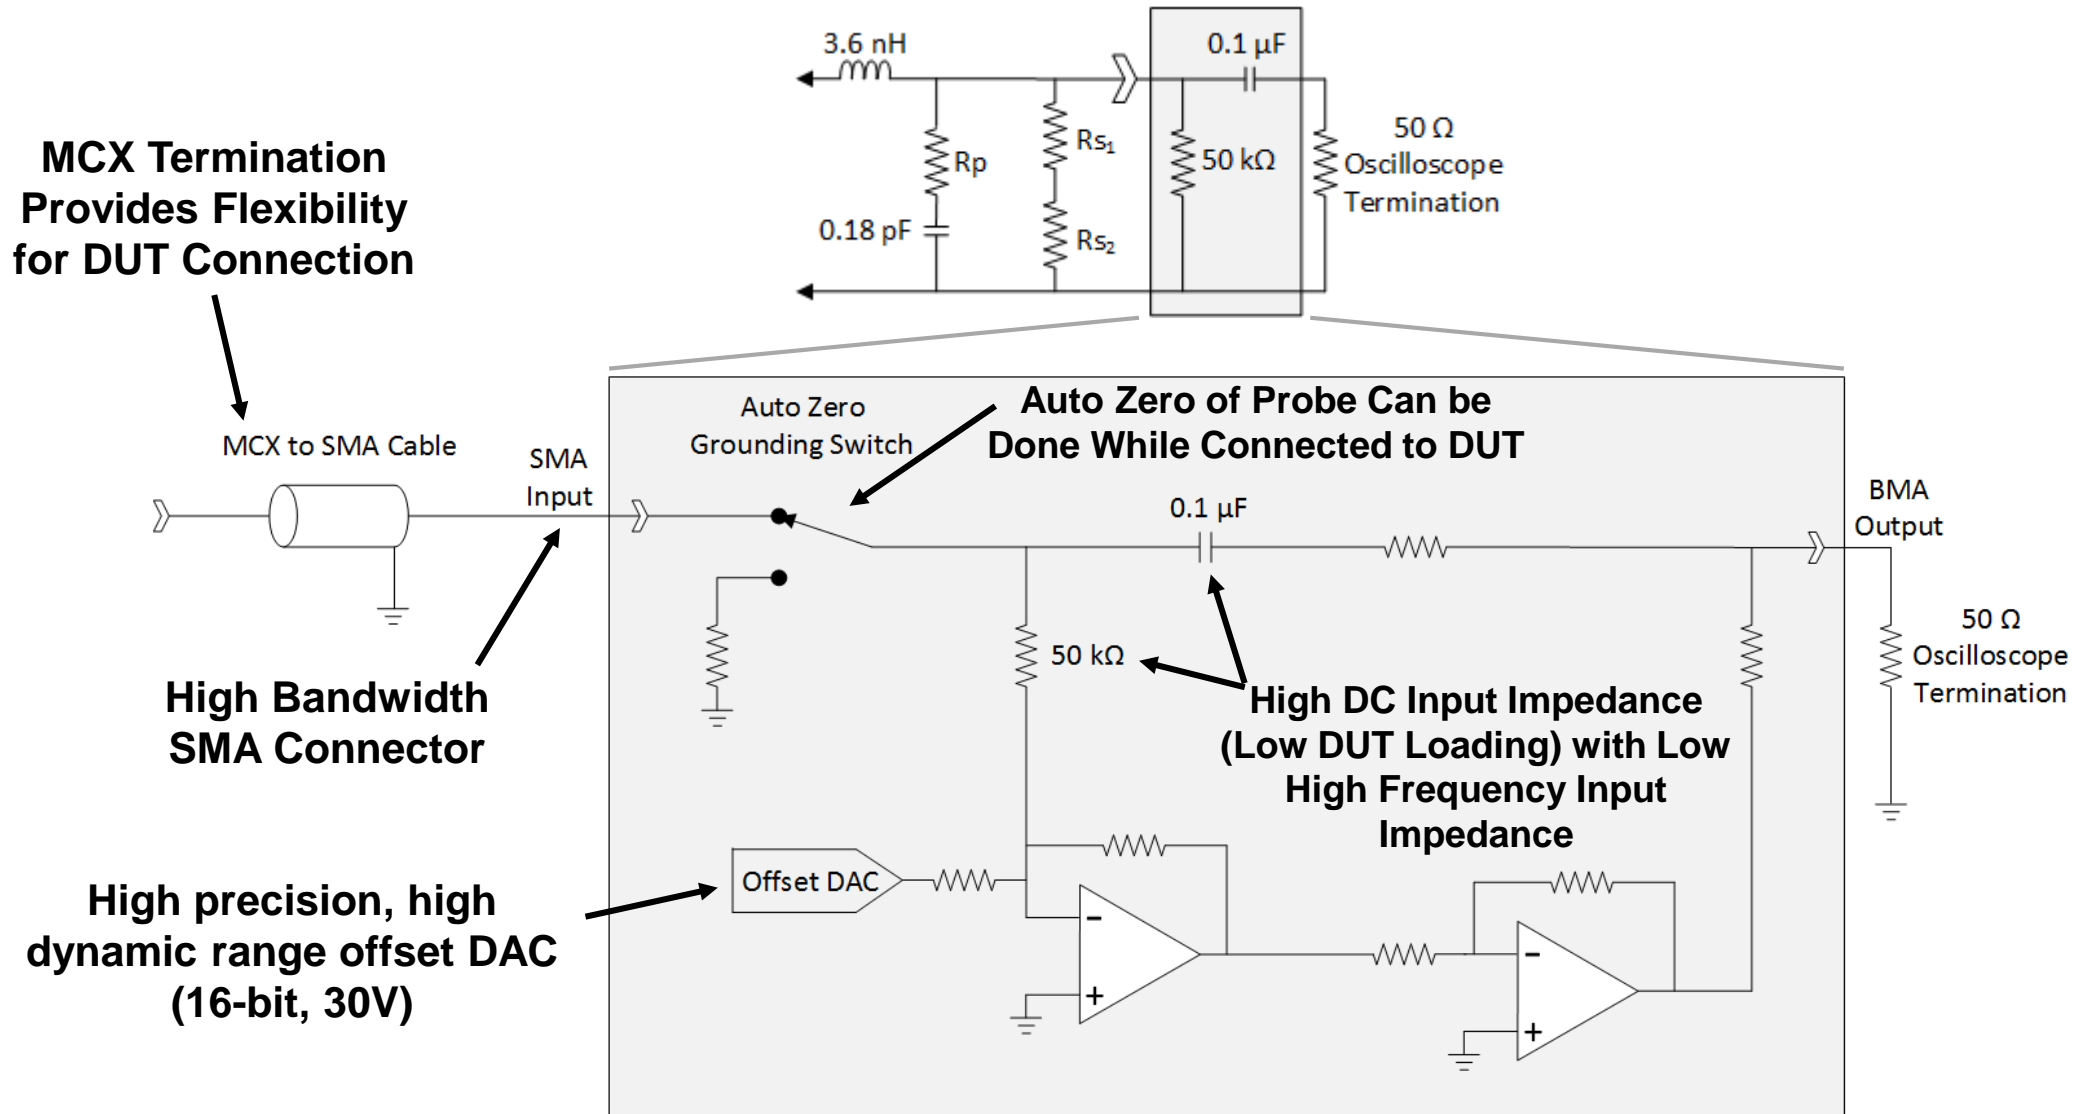 3.6 nH
0.1 µF
Rp
Rs₁
50 kΩ
50 Ω
Oscilloscope
Termination
0.18 pF
Rs₂
MCX Termination
Provides Flexibility
for DUT Connection
MCX to SMA Cable
SMA
Input
Auto Zero
Grounding Switch
Auto Zero of Probe Can be
Done While Connected to DUT
0.1 µF
BMA
Output
50 kΩ
50 Ω
Oscilloscope
Termination
High Bandwidth
SMA Connector
High DC Input Impedance
(Low DUT Loading) with Low
High Frequency Input
Impedance
Offset DAC
High precision, high
dynamic range offset DAC
(16-bit, 30V)
-
+
-
+